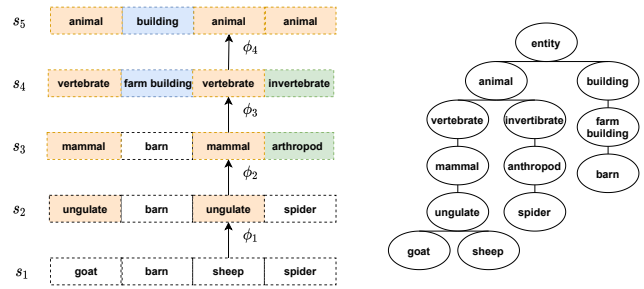 s₅ animal building animal animal
ϕ₄
s₄ vertebrate farm building vertebrate invertebrate
ϕ₃
s₃ mammal barn mammal arthropod
ϕ₂
s₂ ungulate barn ungulate spider
ϕ₁
s₁ goat barn sheep spider
entity
animal building
vertebrate invertibrate farm
building
mammal anthropod barn
ungulate spider
goat sheep